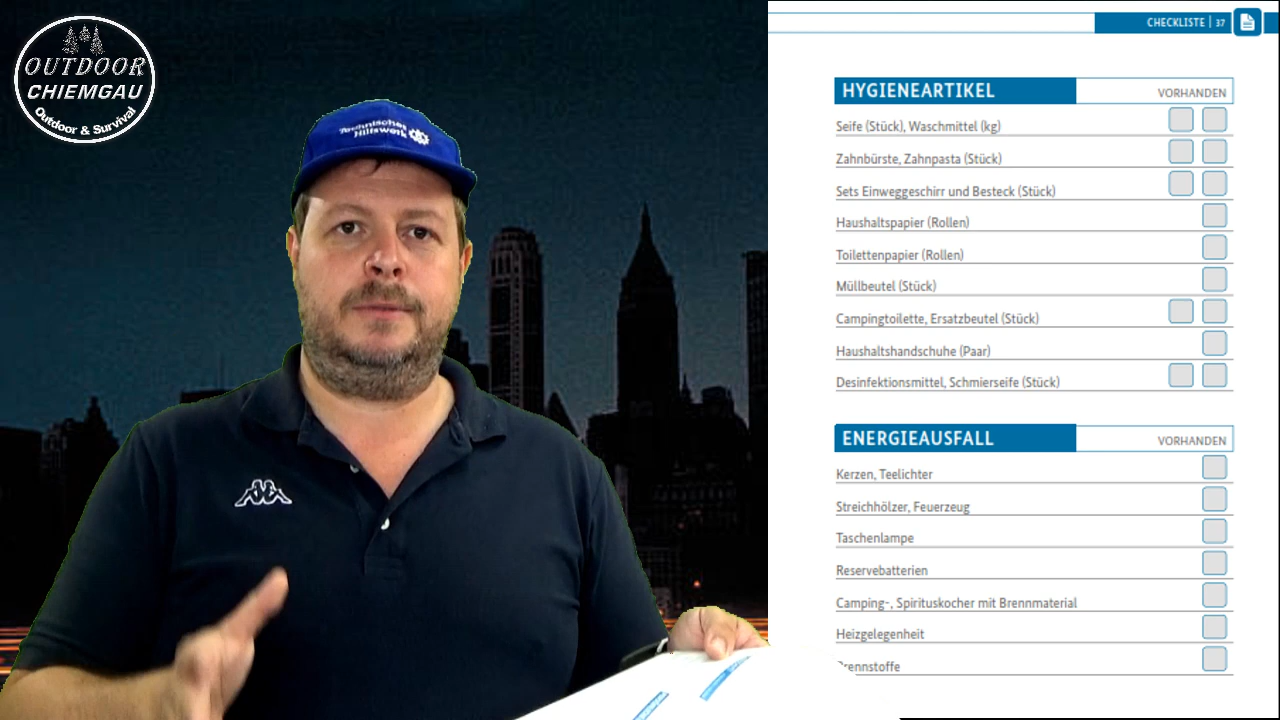 OUTDOOR
CHIEMGAU
Outdoor & Survival
Technisches
Hilfswerk
CHECKLISTE | 37
HYGIENEARTIKEL VORHANDEN
Seife (Stück), Waschmittel (kg)
Zahnbürste, Zahnpasta (Stück)
Sets Einweggeschirr und Besteck (Stück)
Haushaltspapier (Rollen)
Toilettenpapier (Rollen)
Müllbeutel (Stück)
Campingtoilette, Ersatzbeutel (Stück)
Haushaltshandschuhe (Paar)
Desinfektionsmittel, Schmierseife (Stück)
ENERGIEAUSFALL VORHANDEN
Kerzen, Teelichter
Streichhölzer, Feuerzeug
Taschenlampe
Reservebatterien
Camping-, Spirituskocher mit Brennmaterial
Heizgelegenheit
Brennstoffe